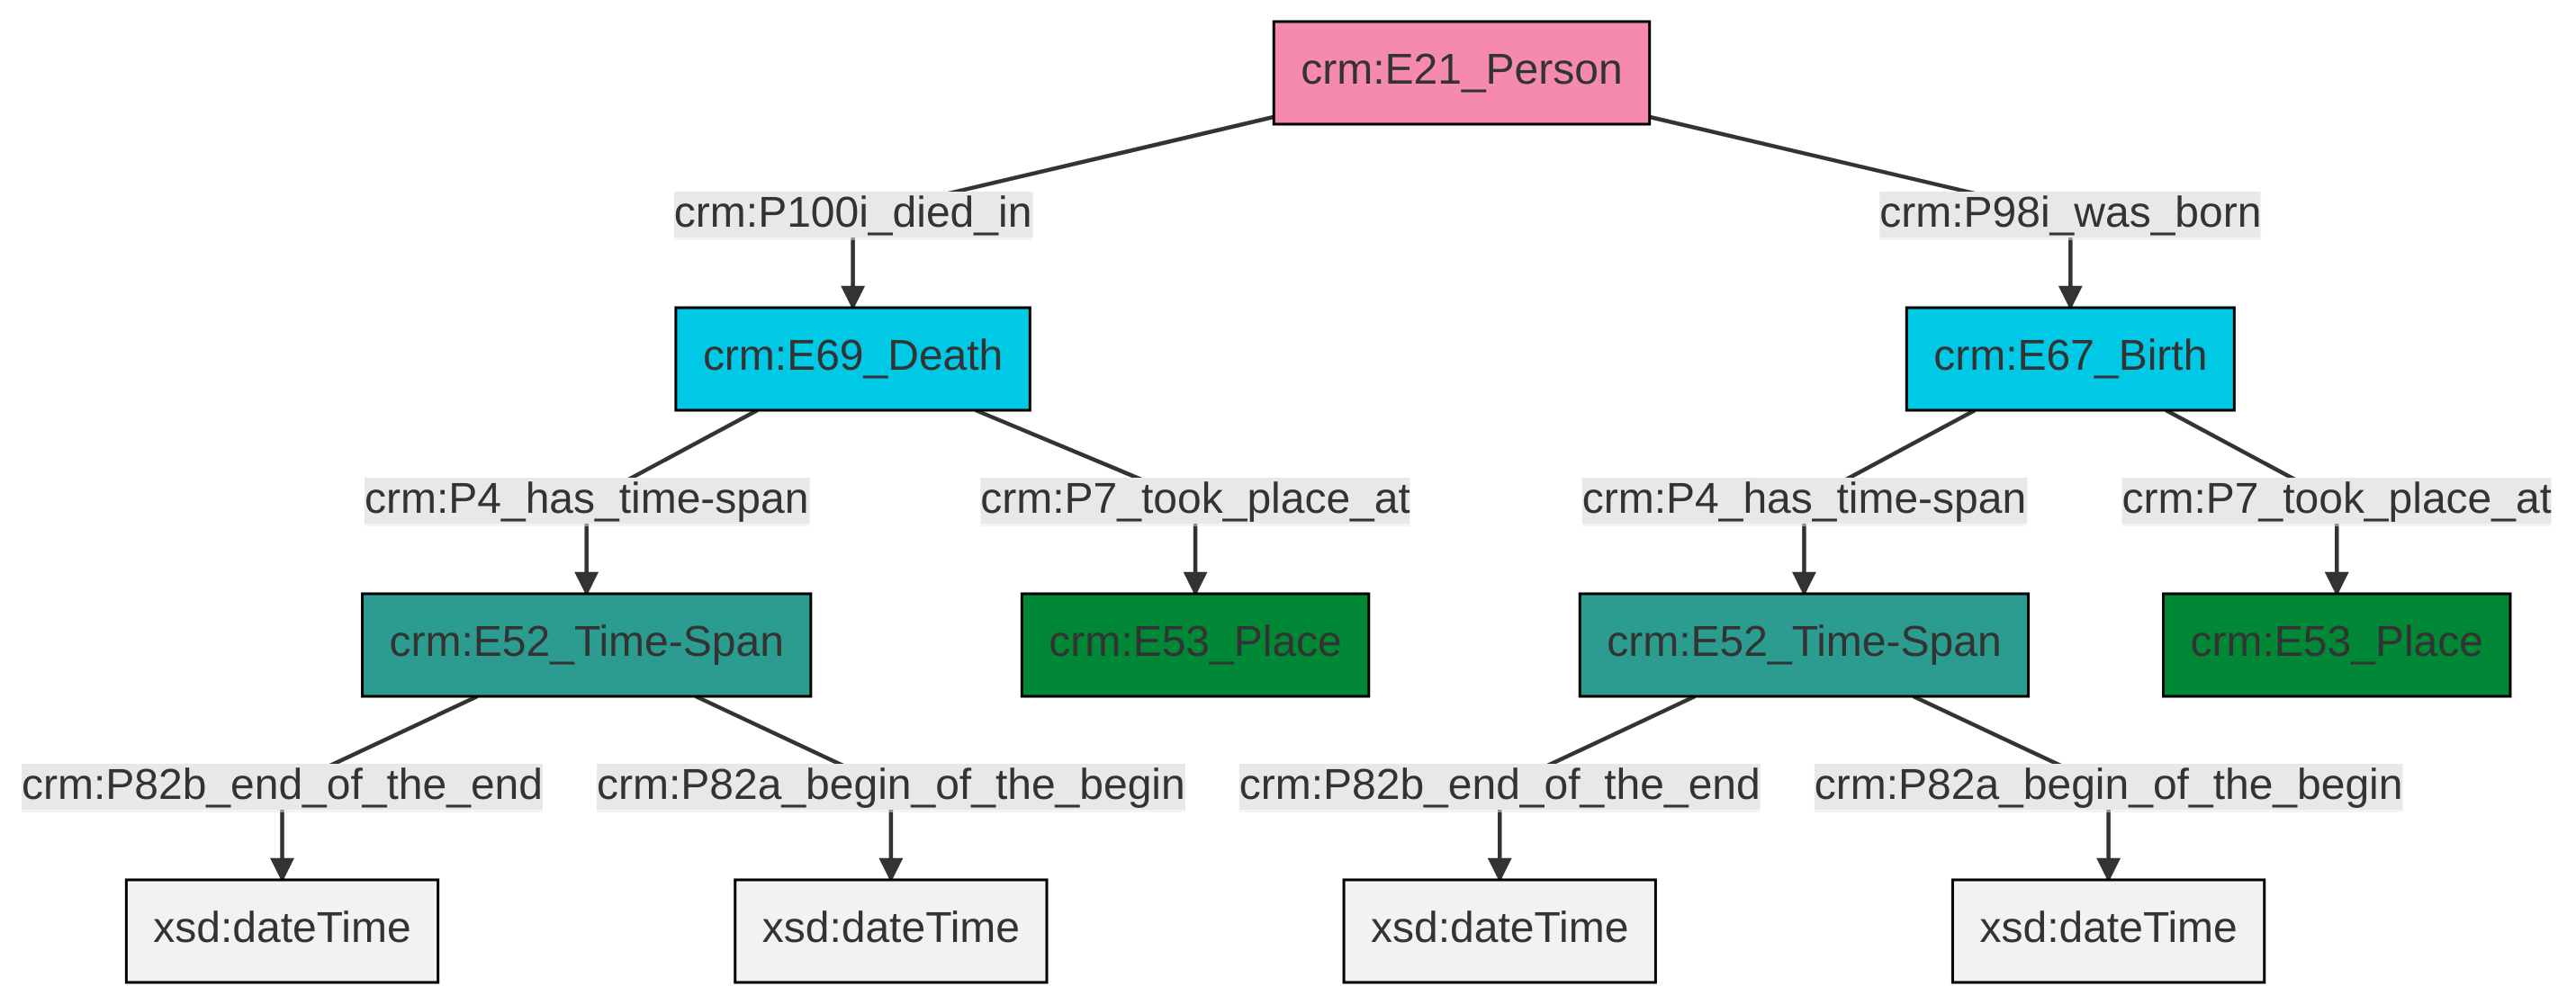 crm:E21_Person
crm:P100i_died_in
crm:P98i_was_born
crm:E69_Death
crm:E67_Birth
crm:P4_has_time-span
crm:P7_took_place_at
crm:P4_has_time-span
crm:P7_took_place_at
crm:E52_Time-Span
crm:E53_Place
crm:E52_Time-Span
crm:E53_Place
crm:P82b_end_of_the_end
crm:P82a_begin_of_the_begin
crm:P82b_end_of_the_end
crm:P82a_begin_of_the_begin
xsd:dateTime
xsd:dateTime
xsd:dateTime
xsd:dateTime